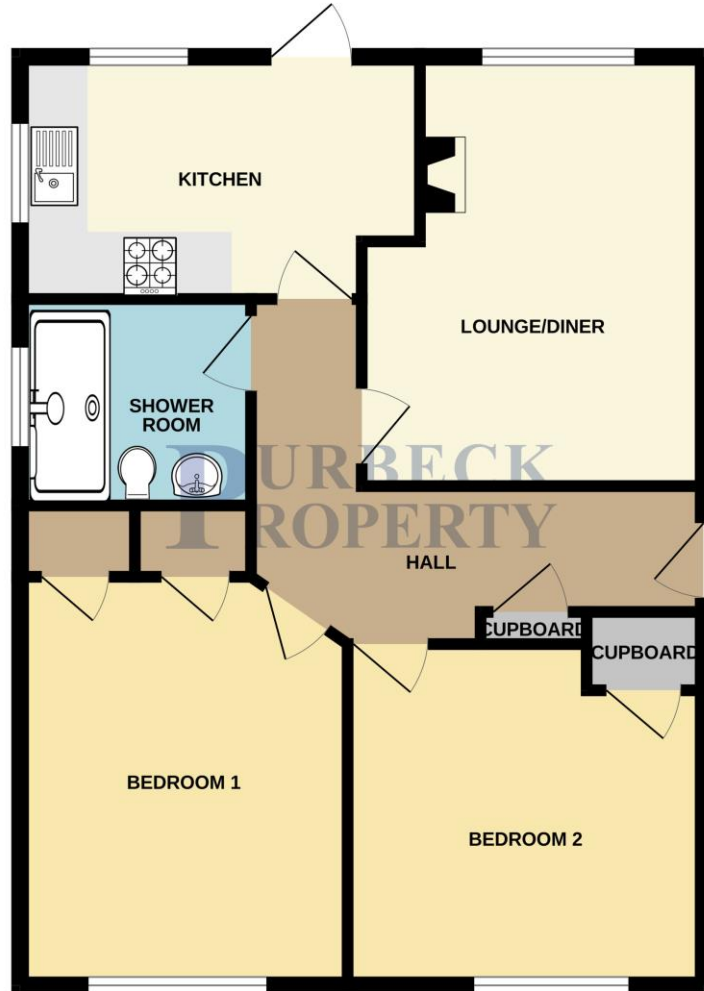 KITCHEN
LOUNGE/DINER
SHOWER
ROOM
PURBECK
PROPERTY
HALL
CUPBOARD
CUPBOARD
BEDROOM 1
BEDROOM 2